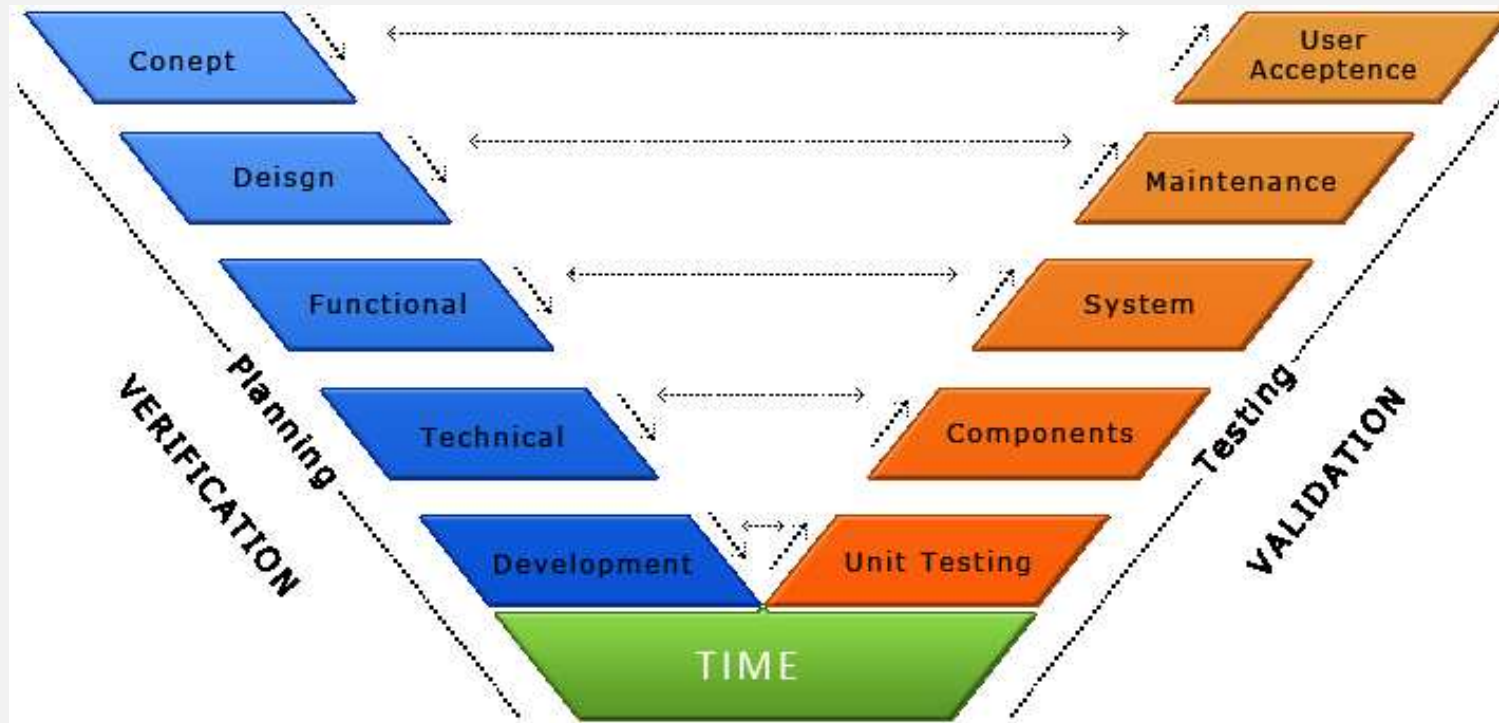 Conept
User
Acceptence
Deisgn
Maintenance
Functional
System
Planning
Testing
VERIFICATION
VALIDATION
Technical
Components
Development
Unit Testing
TIME